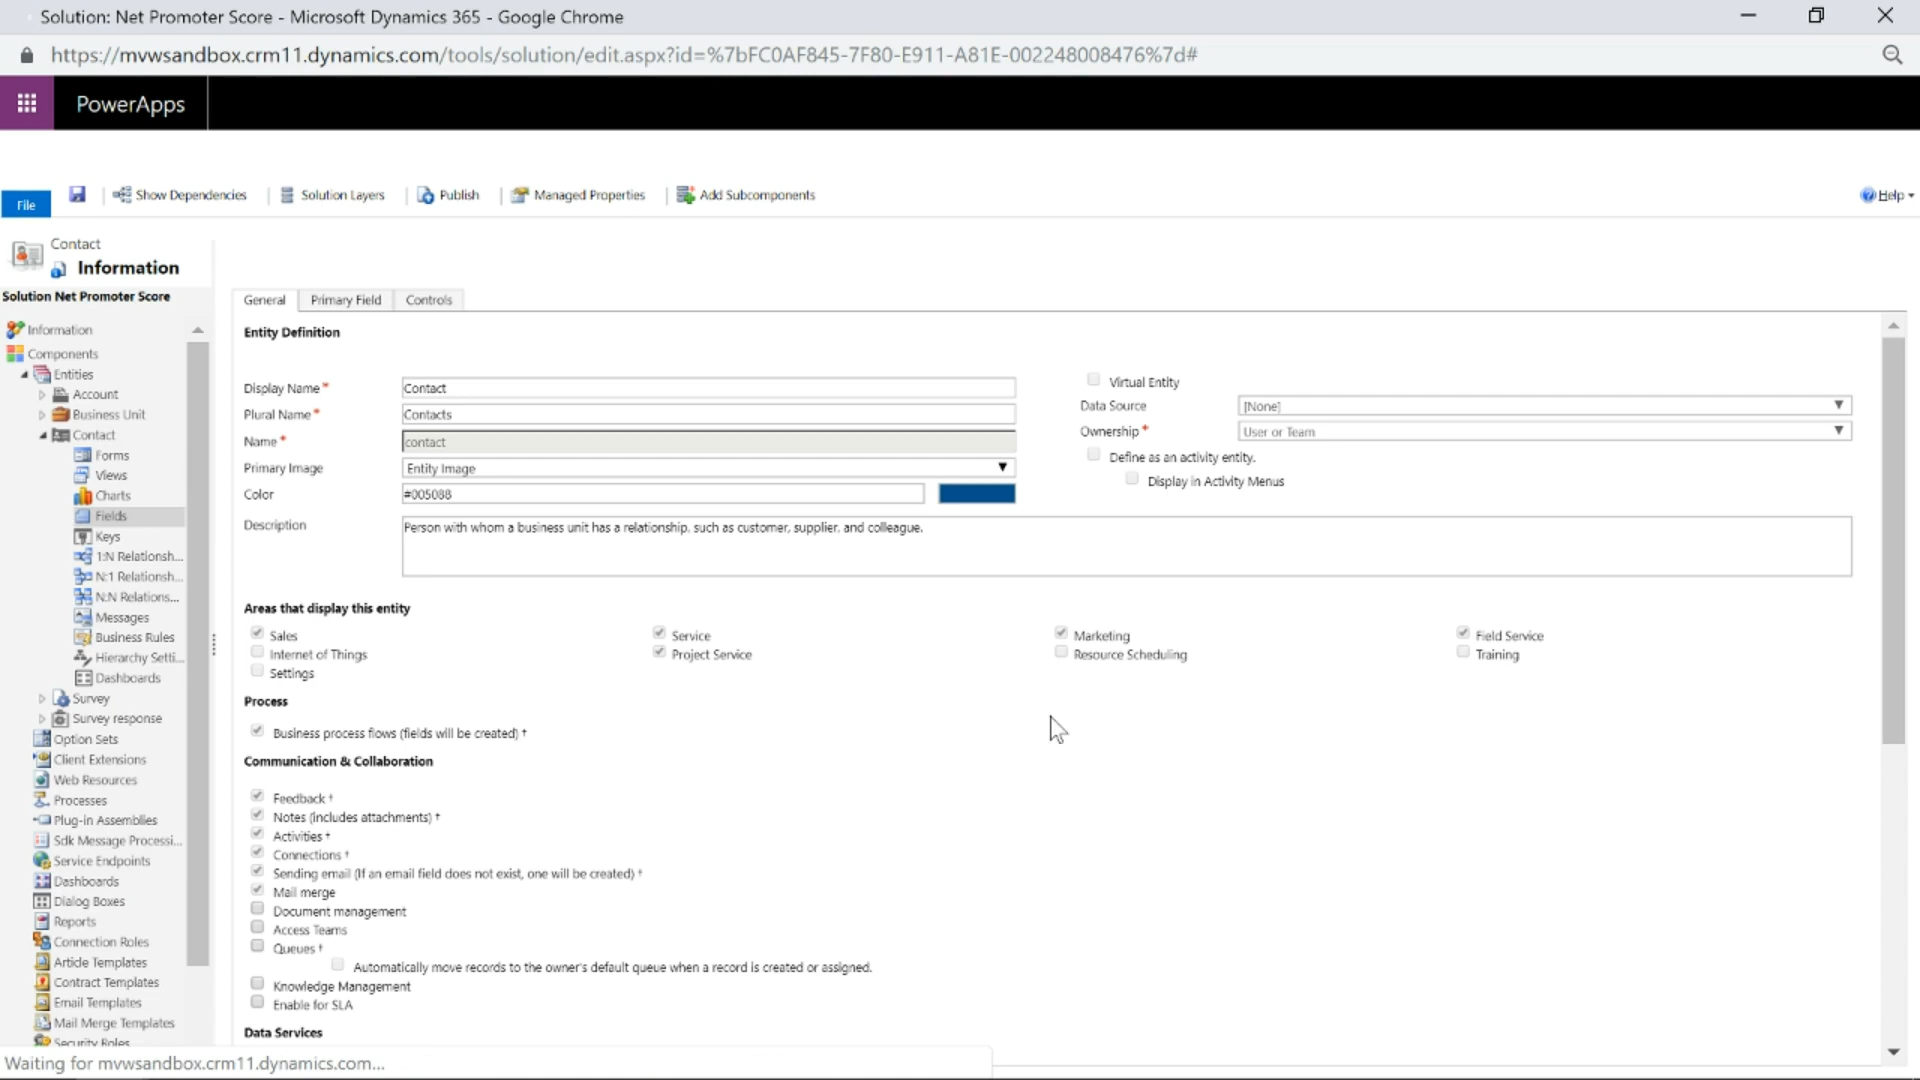 Solution: Net Promoter Score - Microsoft Dynamics 365 - Google Chrome
https://mvwsandbox.crm11.dynamics.com/tools/solution/edit.aspx?id=%7bFC0AF845-7F80-E911-A81E-002248008476%7d#
PowerApps
File
Show Dependencies
Solution Layers
Publish
Managed Properties
Add Subcomponents
Help
Contact
Information
Solution Net Promoter Score
Information
Components
Entities
Account
Business Unit
Contact
Forms
Views
Charts
Fields
Keys
1:N Relationsh...
N:1 Relationsh...
N:N Relations...
Messages
Business Rules
Hierarchy Setti...
Dashboards
Survey
Survey response
Option Sets
Client Extensions
Web Resources
Processes
Plug-in Assemblies
Sdk Message Processi...
Service Endpoints
Dashboards
Dialog Boxes
Reports
Connection Roles
Article Templates
Contract Templates
Email Templates
Mail Merge Templates
Security Roles
General
Primary Field
Controls
Entity Definition
Display Name*
Contact
Plural Name*
Contacts
Name*
contact
Primary Image
Entity Image
Color
#005088
Description
Person with whom a business unit has a relationship, such as customer, supplier, and colleague.
Virtual Entity
Data Source
[None]
Ownership*
User or Team
Define as an activity entity.
Display in Activity Menus
Areas that display this entity
Sales
Service
Marketing
Field Service
Internet of Things
Project Service
Resource Scheduling
Training
Settings
Process
Business process flows (fields will be created) †
Communication & Collaboration
Feedback †
Notes (includes attachments) †
Activities †
Connections †
Sending email (If an email field does not exist, one will be created) †
Mail merge
Document management
Access Teams
Queues †
Automatically move records to the owner's default queue when a record is created or assigned.
Knowledge Management
Enable for SLA
Data Services
Waiting for mvwsandbox.crm11.dynamics.com...